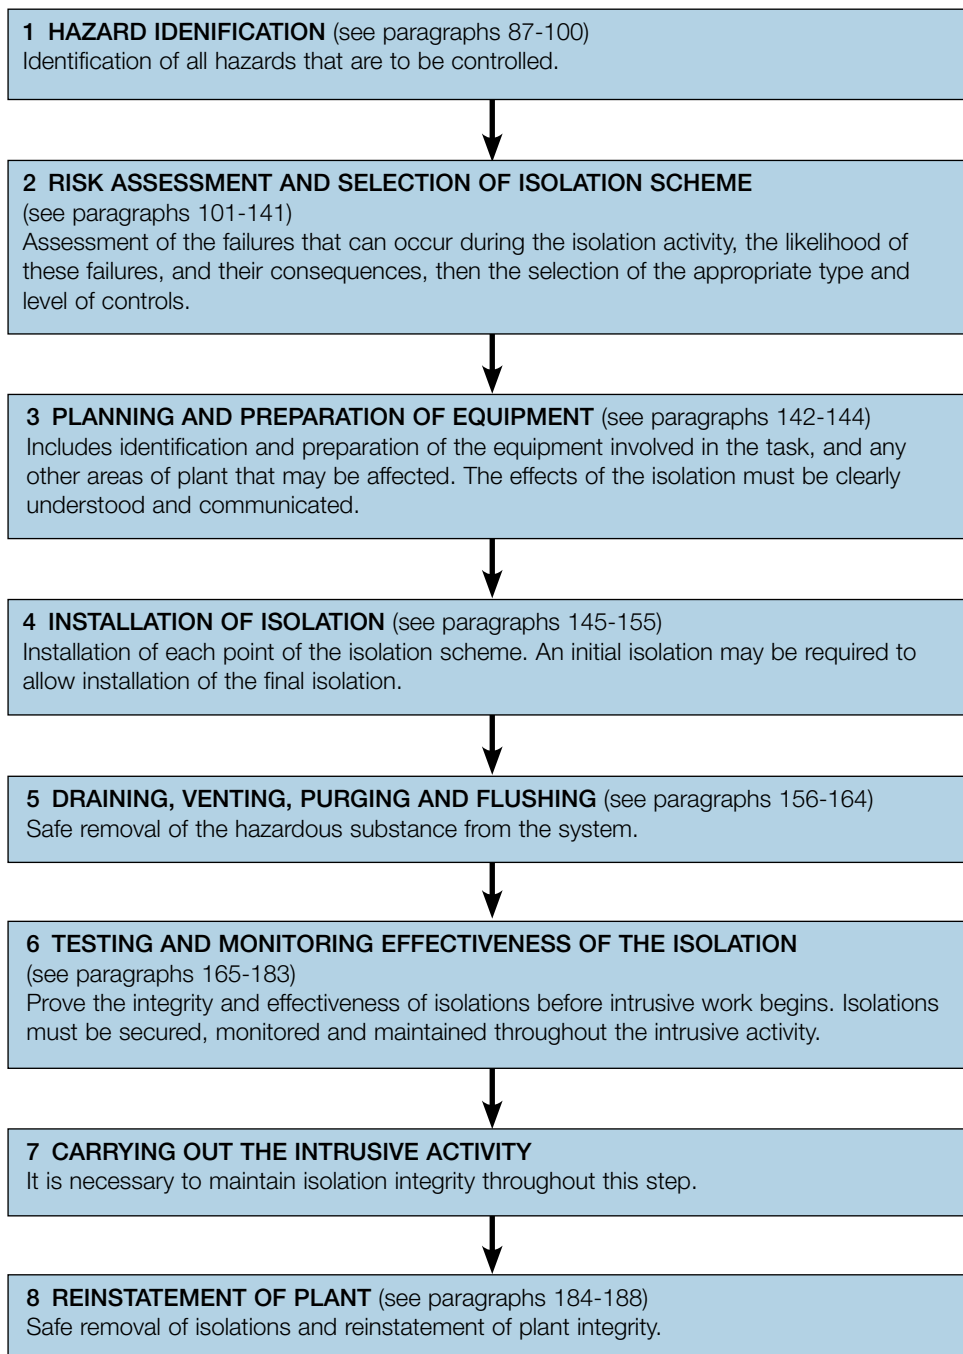 1 HAZARD IDENIFICATION (see paragraphs 87-100)
Identification of all hazards that are to be controlled.
2 RISK ASSESSMENT AND SELECTION OF ISOLATION SCHEME
(see paragraphs 101-141)
Assessment of the failures that can occur during the isolation activity, the likelihood of
these failures, and their consequences, then the selection of the appropriate type and
level of controls.
3 PLANNING AND PREPARATION OF EQUIPMENT (see paragraphs 142-144)
Includes identification and preparation of the equipment involved in the task, and any
other areas of plant that may be affected. The effects of the isolation must be clearly
understood and communicated.
4 INSTALLATION OF ISOLATION (see paragraphs 145-155)
Installation of each point of the isolation scheme. An initial isolation may be required to
allow installation of the final isolation.
5 DRAINING, VENTING, PURGING AND FLUSHING (see paragraphs 156-164)
Safe removal of the hazardous substance from the system.
6 TESTING AND MONITORING EFFECTIVENESS OF THE ISOLATION
(see paragraphs 165-183)
Prove the integrity and effectiveness of isolations before intrusive work begins. Isolations
must be secured, monitored and maintained throughout the intrusive activity.
7 CARRYING OUT THE INTRUSIVE ACTIVITY
It is necessary to maintain isolation integrity throughout this step.
8 REINSTATEMENT OF PLANT (see paragraphs 184-188)
Safe removal of isolations and reinstatement of plant integrity.